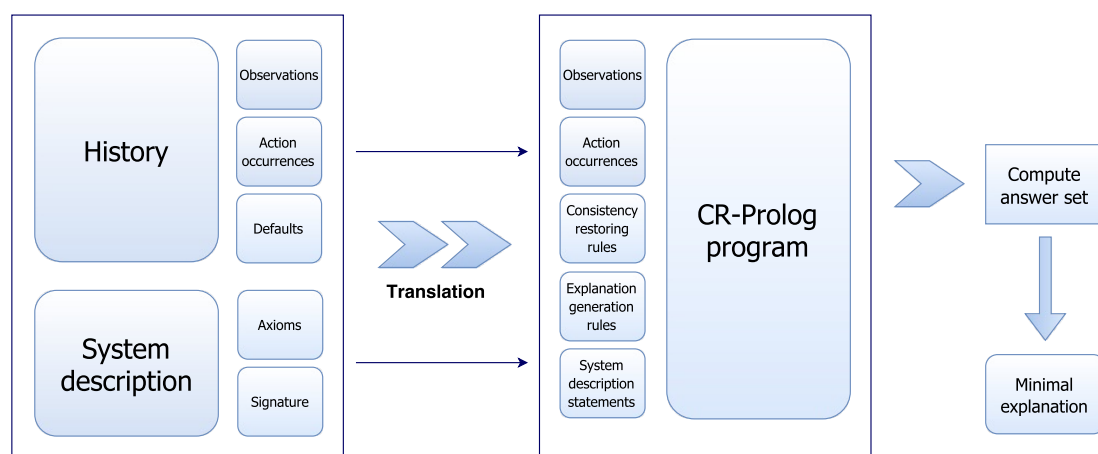 History
Observations
Action
occurrences
Defaults
System
description
Axioms
Signature
Translation
Observations
Action
occurrences
Consistency
restoring
rules
Explanation
generation
rules
System
description
statements
CR-Prolog
program
Compute
answer set
Minimal
explanation